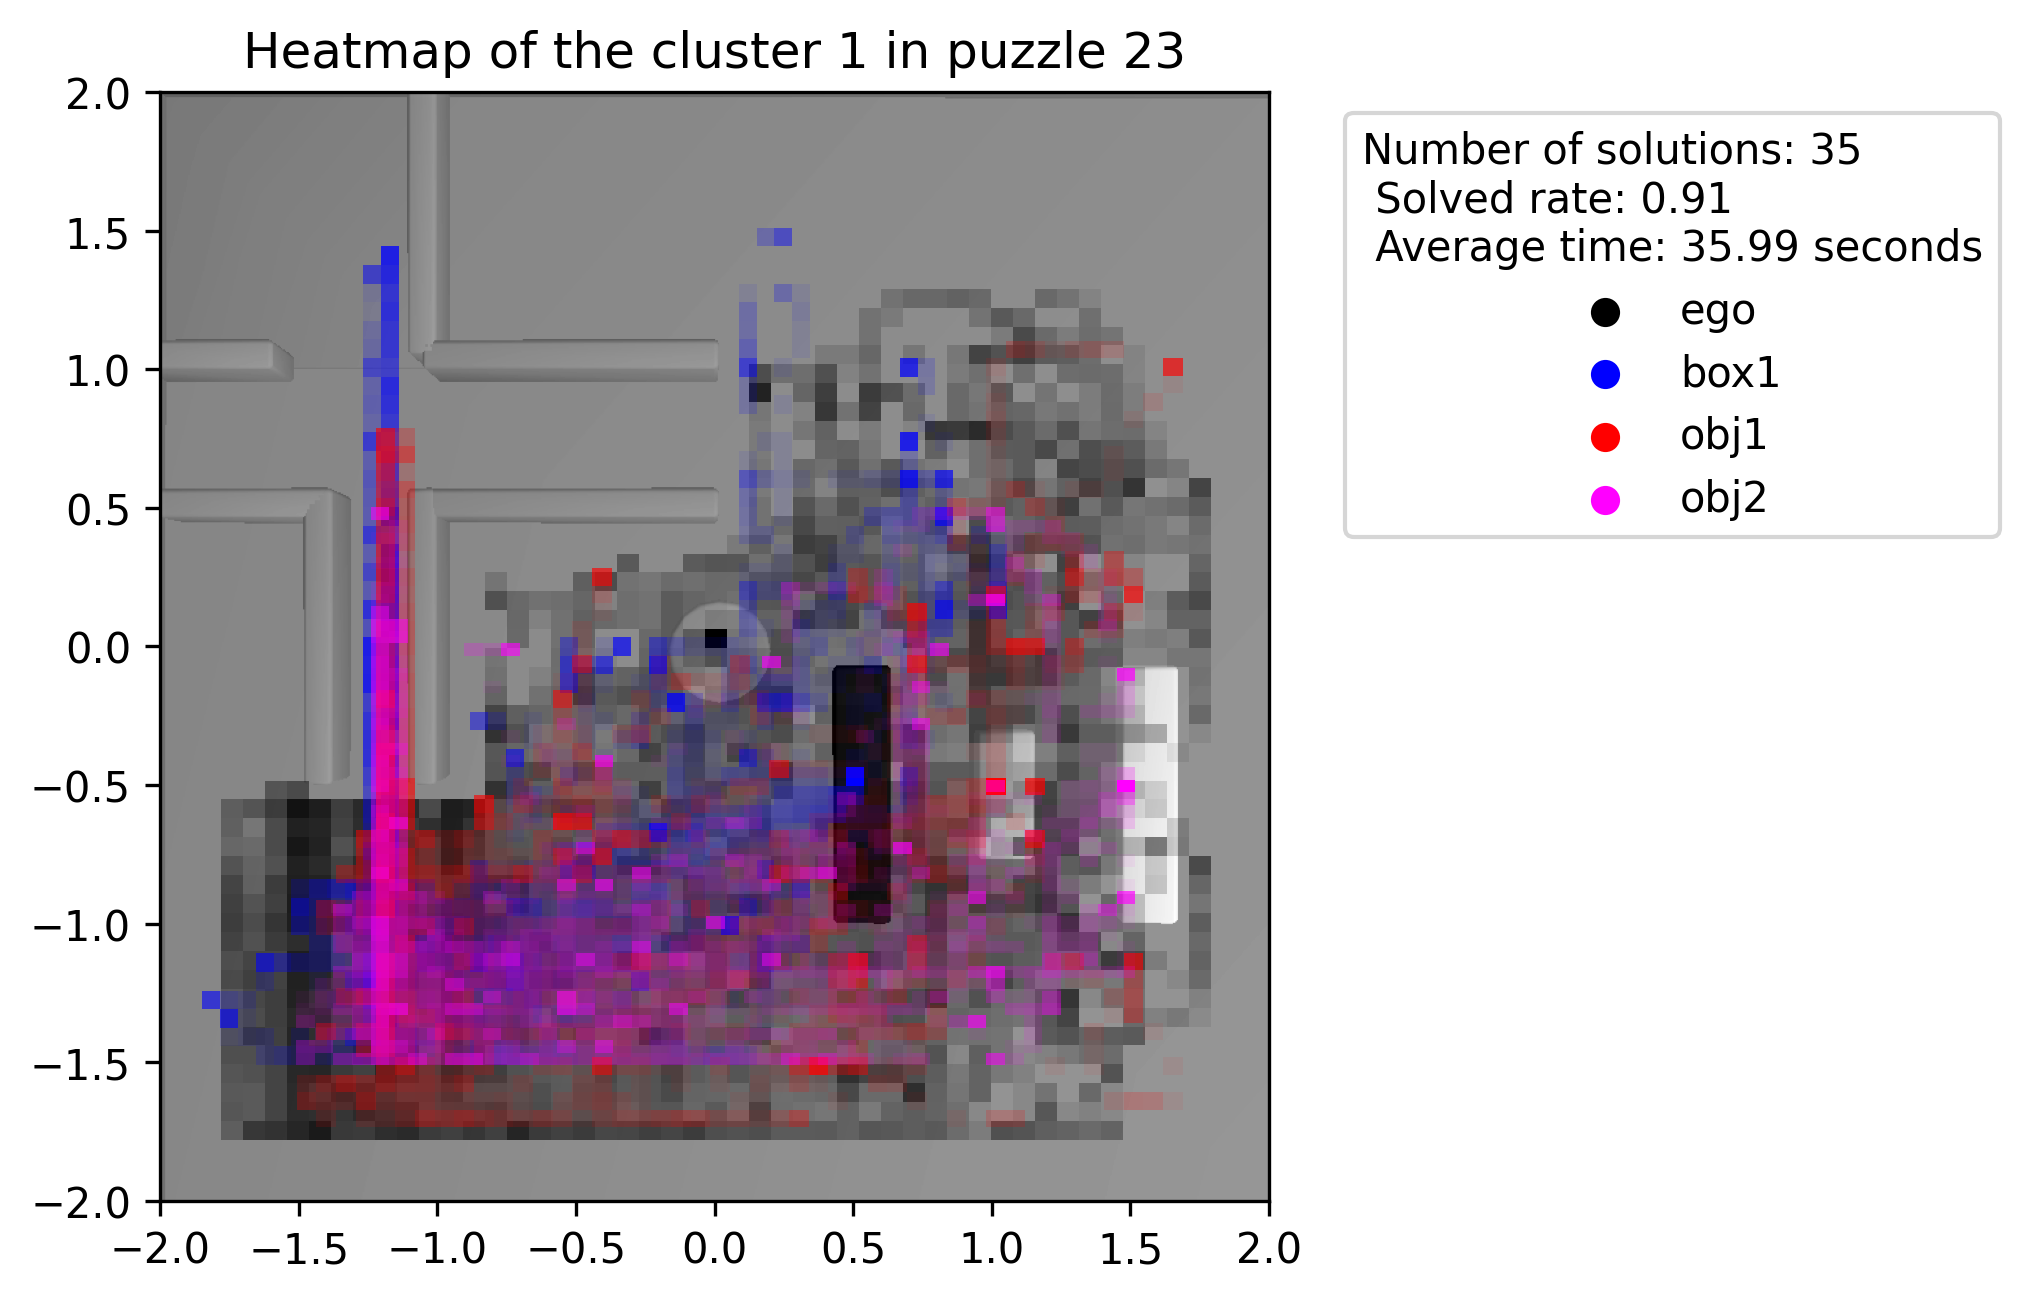 Heatmap of the cluster 1 in puzzle 23
2.0
1.5
1.0
0.5
0.0
−0.5
−1.0
−1.5
−2.0
−2.0 −1.5 −1.0 −0.5 0.0 0.5 1.0 1.5 2.0
Number of solutions: 35
Solved rate: 0.91
Average time: 35.99 seconds
ego
box1
obj1
obj2